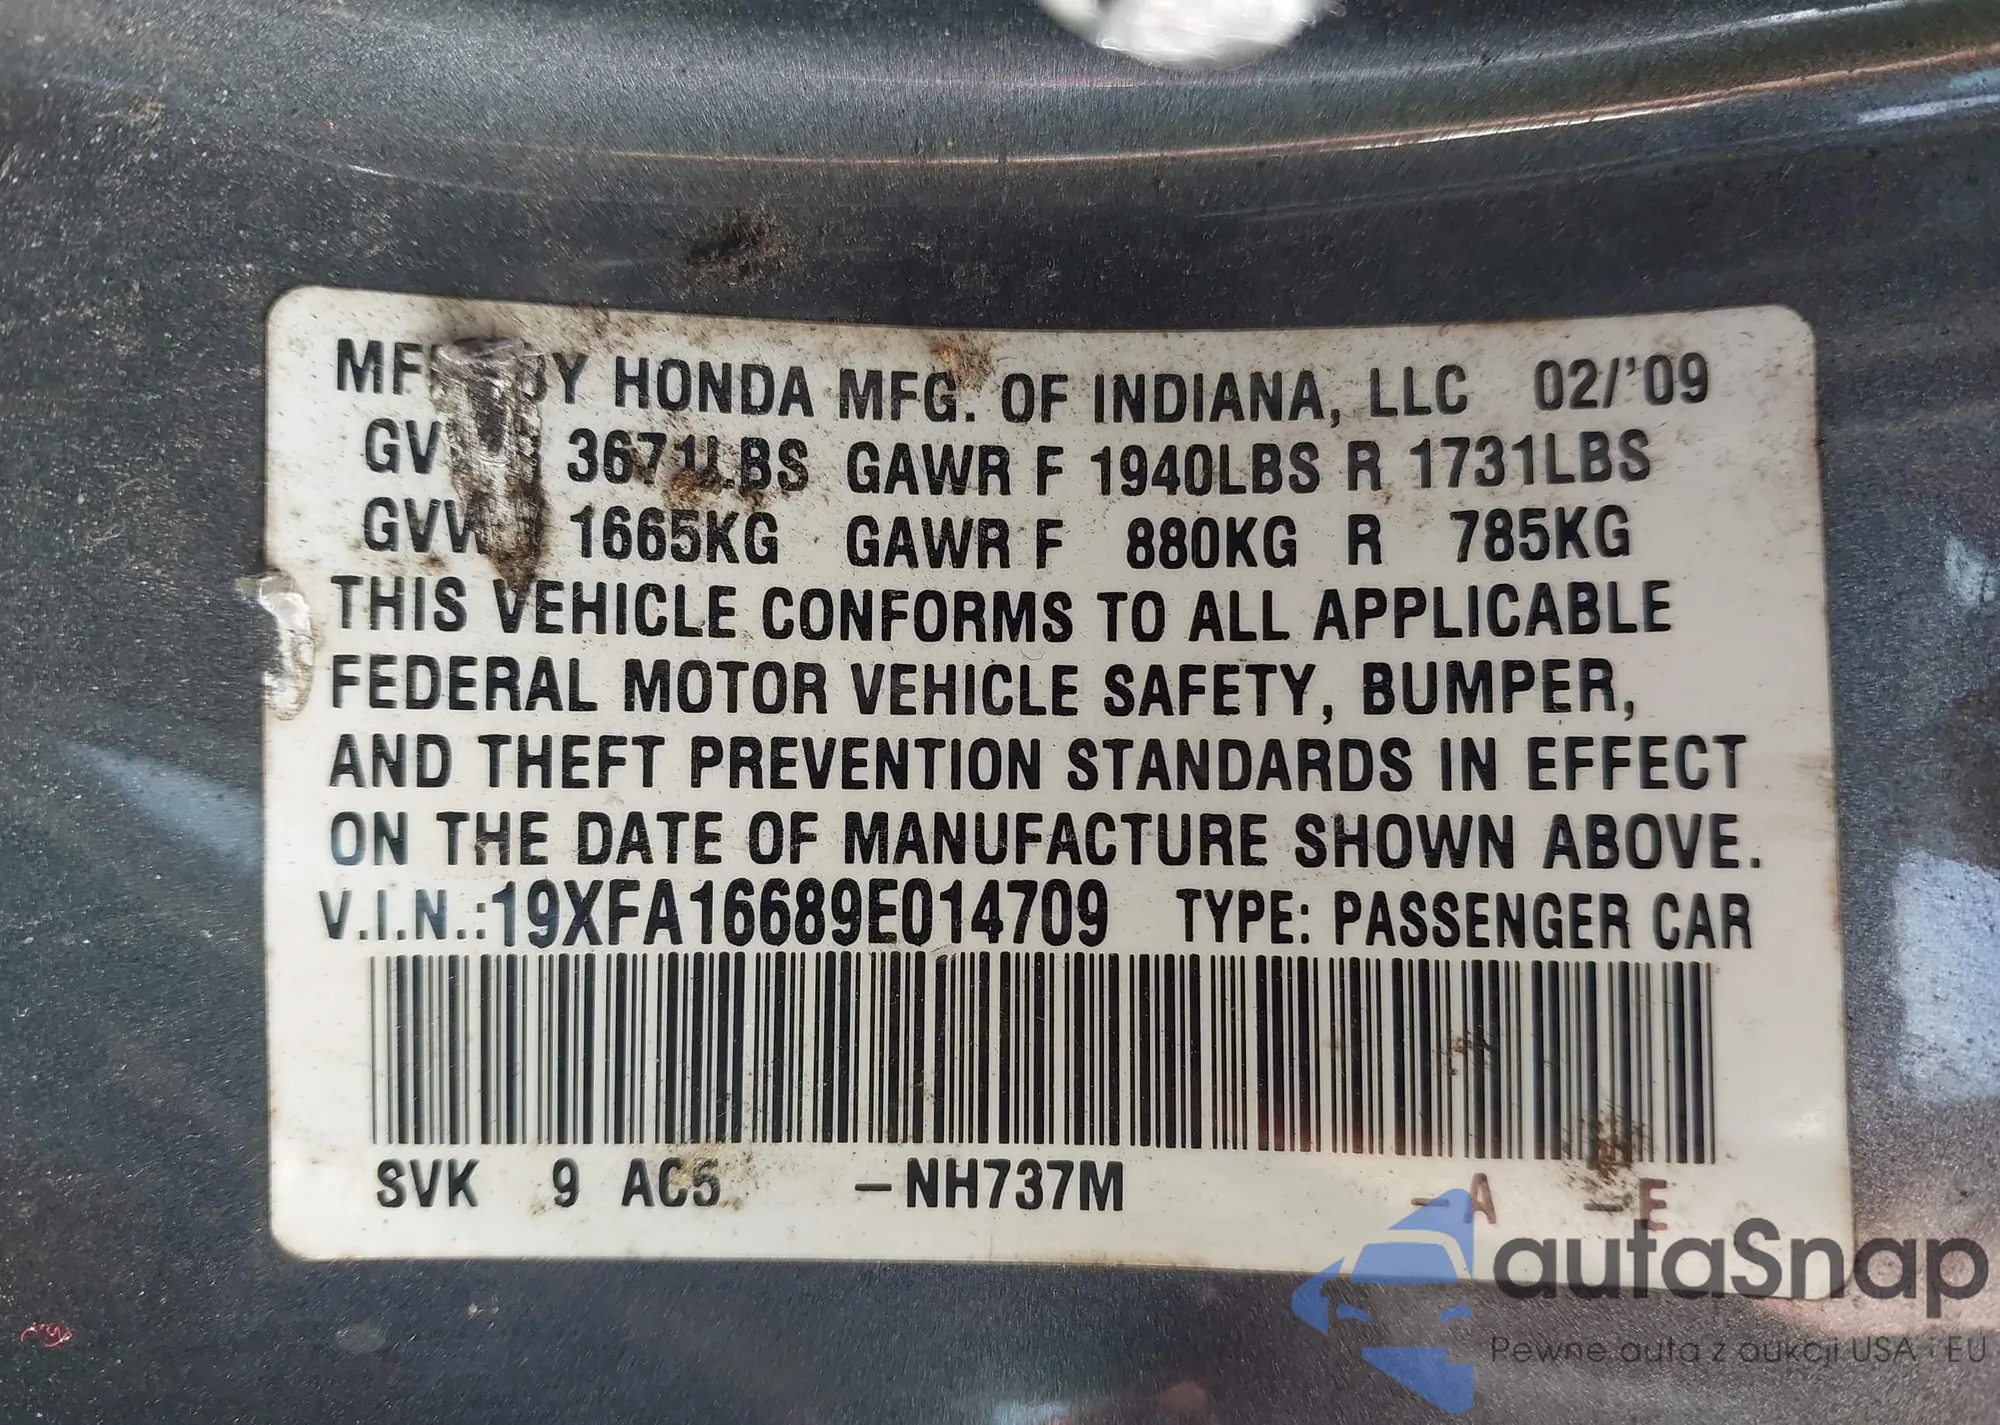 BY HONDA MFG. OF INDIANA, LLC 02/'09
3671LBS GAWR F 1940LBS R 1731LBS
1665KG GAWR F 880KG R 785KG
THIS VEHICLE CONFORMS TO ALL APPLICABLE
FEDERAL MOTOR VEHICLE SAFETY, BUMPER,
AND THEFT PREVENTION STANDARDS IN EFFECT
ON THE DATE OF MANUFACTURE SHOWN ABOVE.
V.I.N.:19XFA16689E014709 TYPE: PASSENGER CAR
SVK 9 AC5 -NH737M -A -E
autaSnap
Pewne auta z aukcji USA i EU